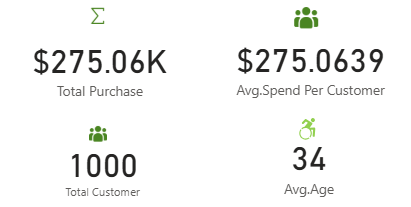 Σ
$275.06K
Total Purchase
$275.0639
Avg.Spend Per Customer
1000
Total Customer
34
Avg.Age